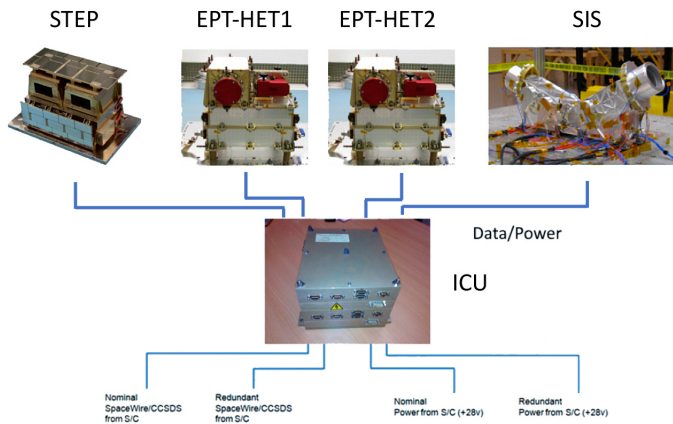 STEP
EPT-HET1
EPT-HET2
SIS
Data/Power
ICU
Nominal
SpaceWire/CCSDS
from S/C
Redundant
SpaceWire/CCSDS
from S/C
Nominal
Power from S/C (+28v)
Redundant
Power from S/C (+28v)